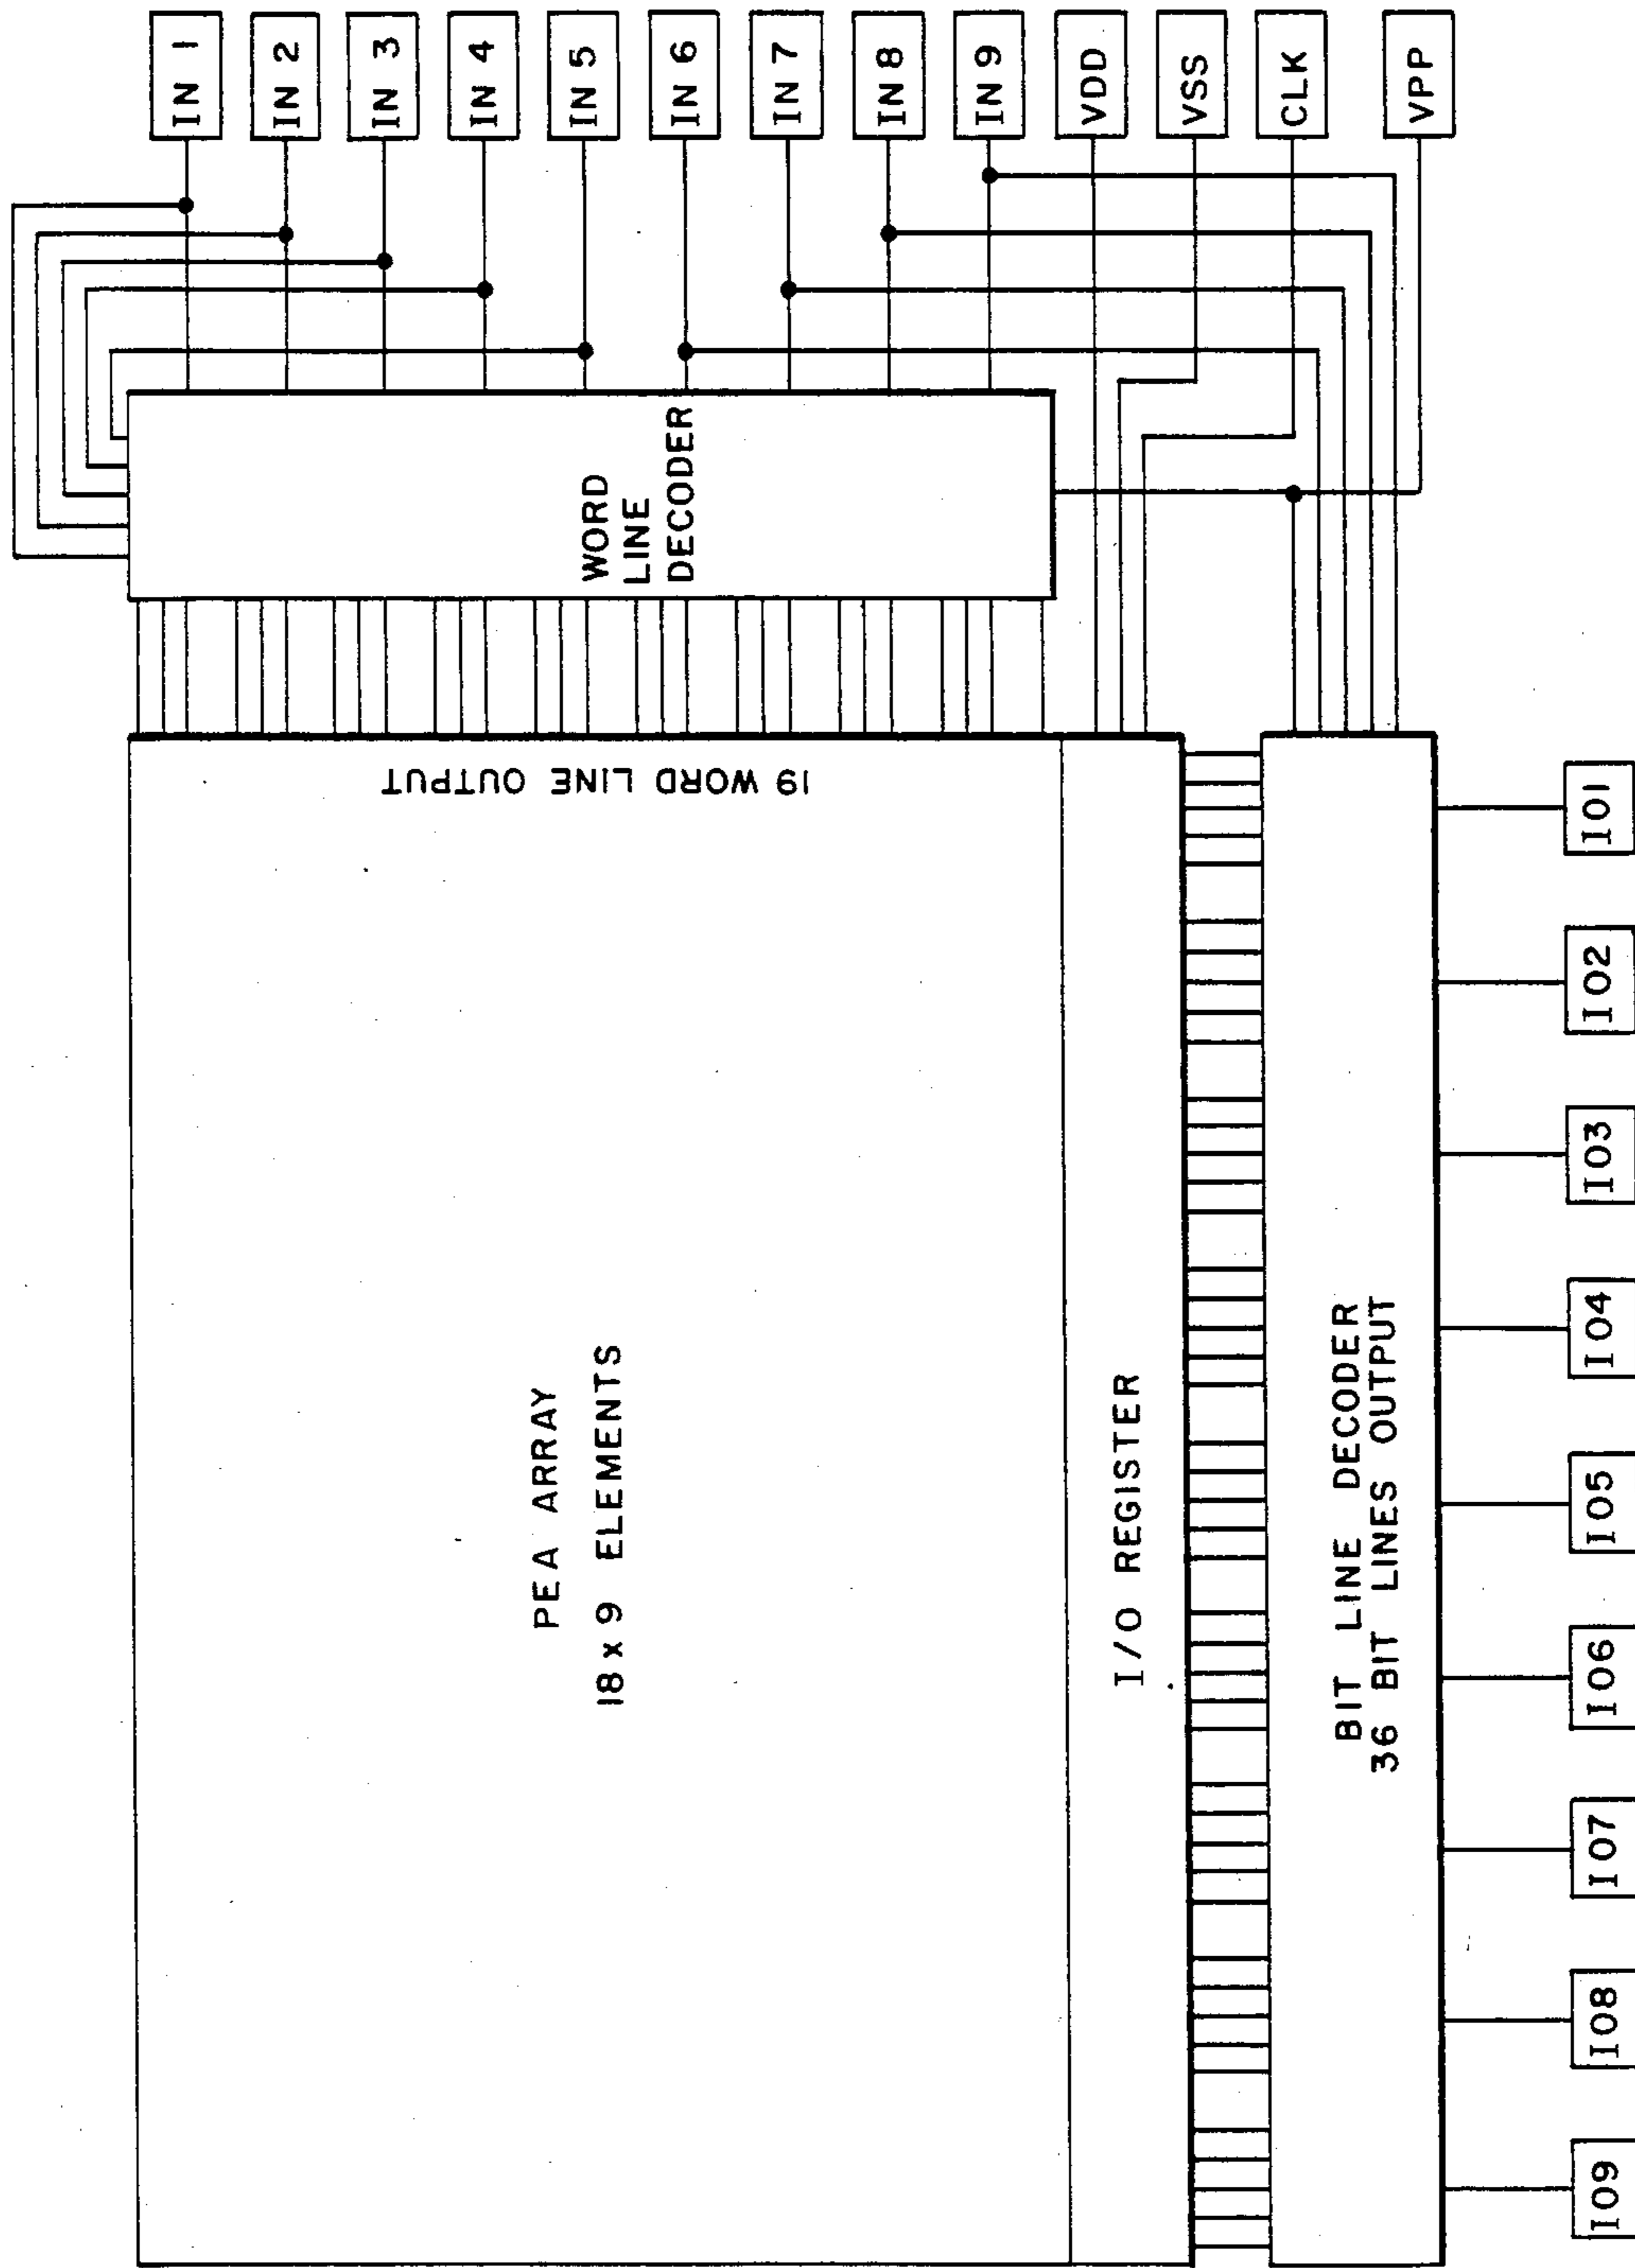 IN 1
IN 2
IN 3
IN 4
IN 5
IN 6
IN 7
IN 8
IN 9
VDD
VSS
CLK
VPP
WORD
LINE
DECODER
19 WORD LINE OUTPUT
PEA ARRAY
18 x 9 ELEMENTS
I/O REGISTER
BIT LINE DECODER
36 BIT LINES OUTPUT
IO1
IO2
IO3
IO4
IO5
IO6
IO7
IO8
IO9